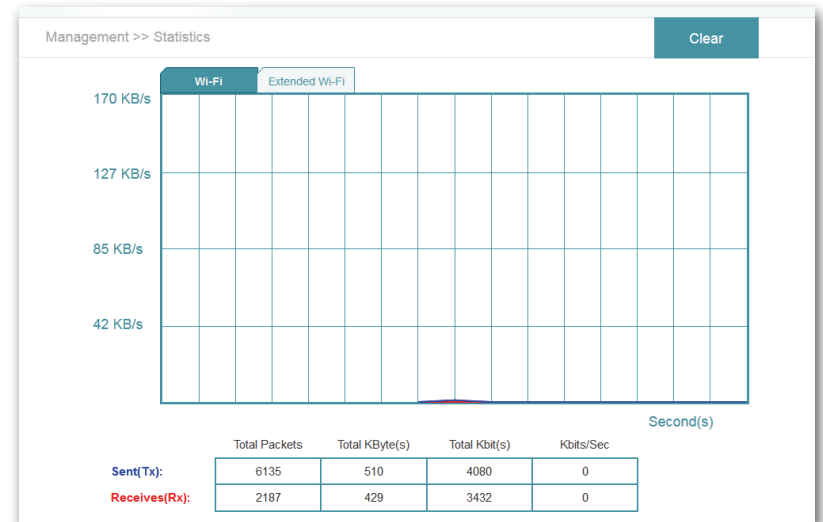 Management >> Statistics
Clear
Wi-Fi Extended Wi-Fi
170 KB/s
127 KB/s
85 KB/s
42 KB/s
Second(s)
Total Packets Total KByte(s) Total Kbit(s) Kbits/Sec
Sent(Tx): 6135 510 4080 0
Receives(Rx): 2187 429 3432 0